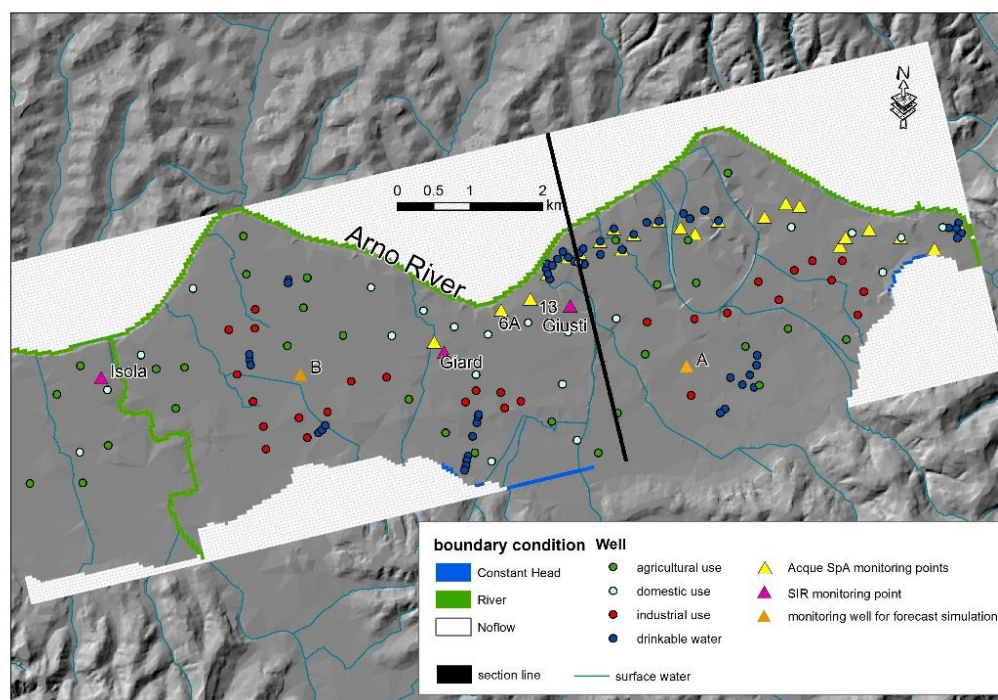 N
0 0.5 1 2
km
Arno River
13
6A
Giusti
Giard
Isola
B
A
boundary condition
Constant Head
River
Noflow
section line
Well
agricultural use
domestic use
industrial use
drinkable water
surface water
Acque SpA monitoring points
SIR monitoring point
monitoring well for forecast simulation